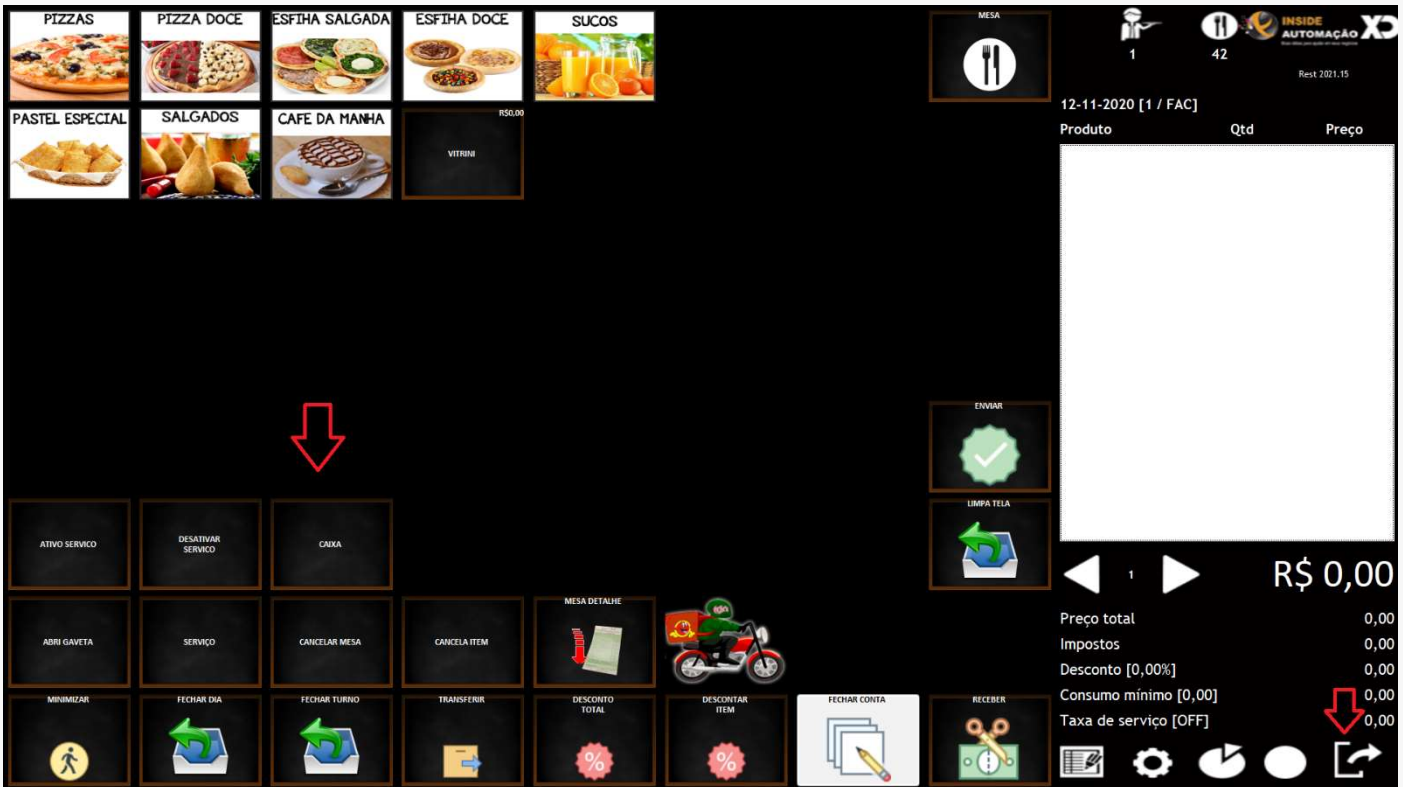 PIZZAS
PIZZA DOCE
ESFIHA SALGADA
ESFIHA DOCE
SUCOS
MESA
1
42
INSIDE
AUTOMAÇÃO
XD
Rest 2021.15
PASTEL ESPECIAL
SALGADOS
CAFE DA MANHA
R$0,00
VITRINI
12-11-2020 [1 / FAC]
Produto Qtd Preço
ENVIAR
LIMPA TELA
ATIVO SERVICO
DESATIVAR
SERVICO
CAIXA
1
R$ 0,00
ABRI GAVETA
SERVIÇO
CANCELAR MESA
CANCELA ITEM
MESA DETALHE
Preço total 0,00
Impostos 0,00
Desconto [0,00%] 0,00
Consumo mínimo [0,00] 0,00
Taxa de serviço [OFF] 0,00
MINIMIZAR
FECHAR DIA
FECHAR TURNO
TRANSFERIR
DESCONTO
TOTAL
DESCONTAR
ITEM
FECHAR CONTA
RECEBER